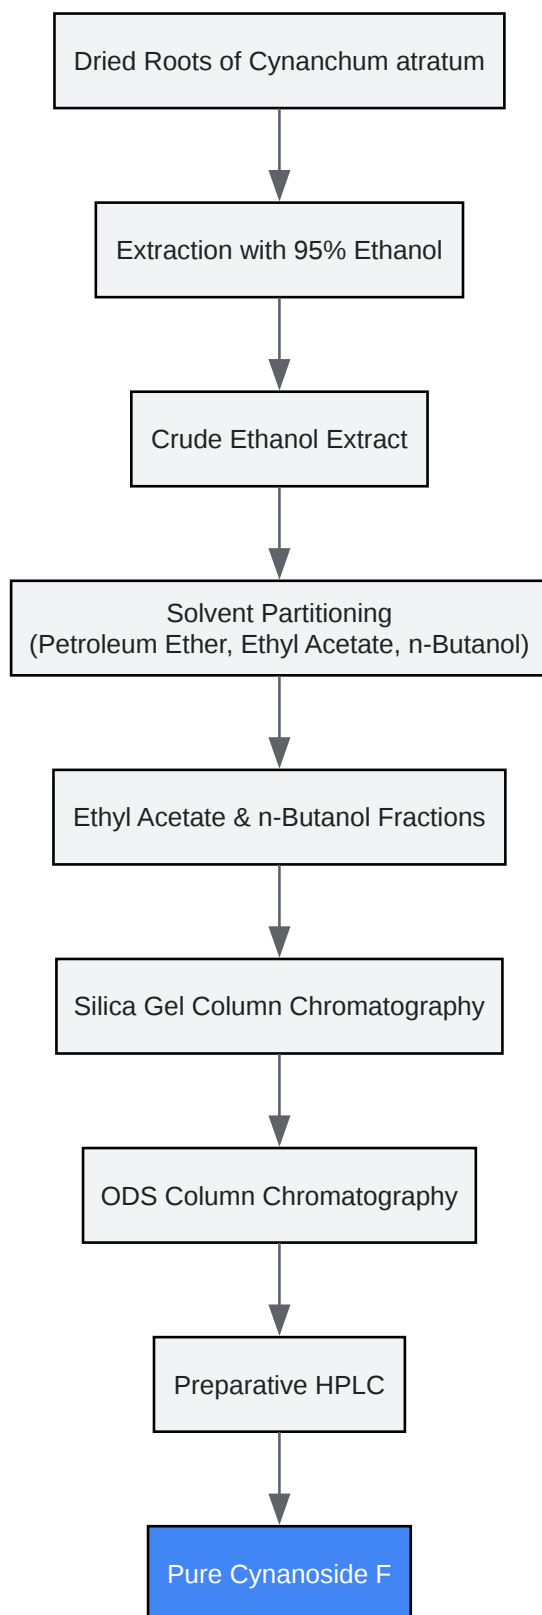 Dried Roots of Cynanchum atratum
Extraction with 95% Ethanol
Crude Ethanol Extract
Solvent Partitioning
(Petroleum Ether, Ethyl Acetate, n-Butanol)
Ethyl Acetate & n-Butanol Fractions
Silica Gel Column Chromatography
ODS Column Chromatography
Preparative HPLC
Pure Cynanoside F